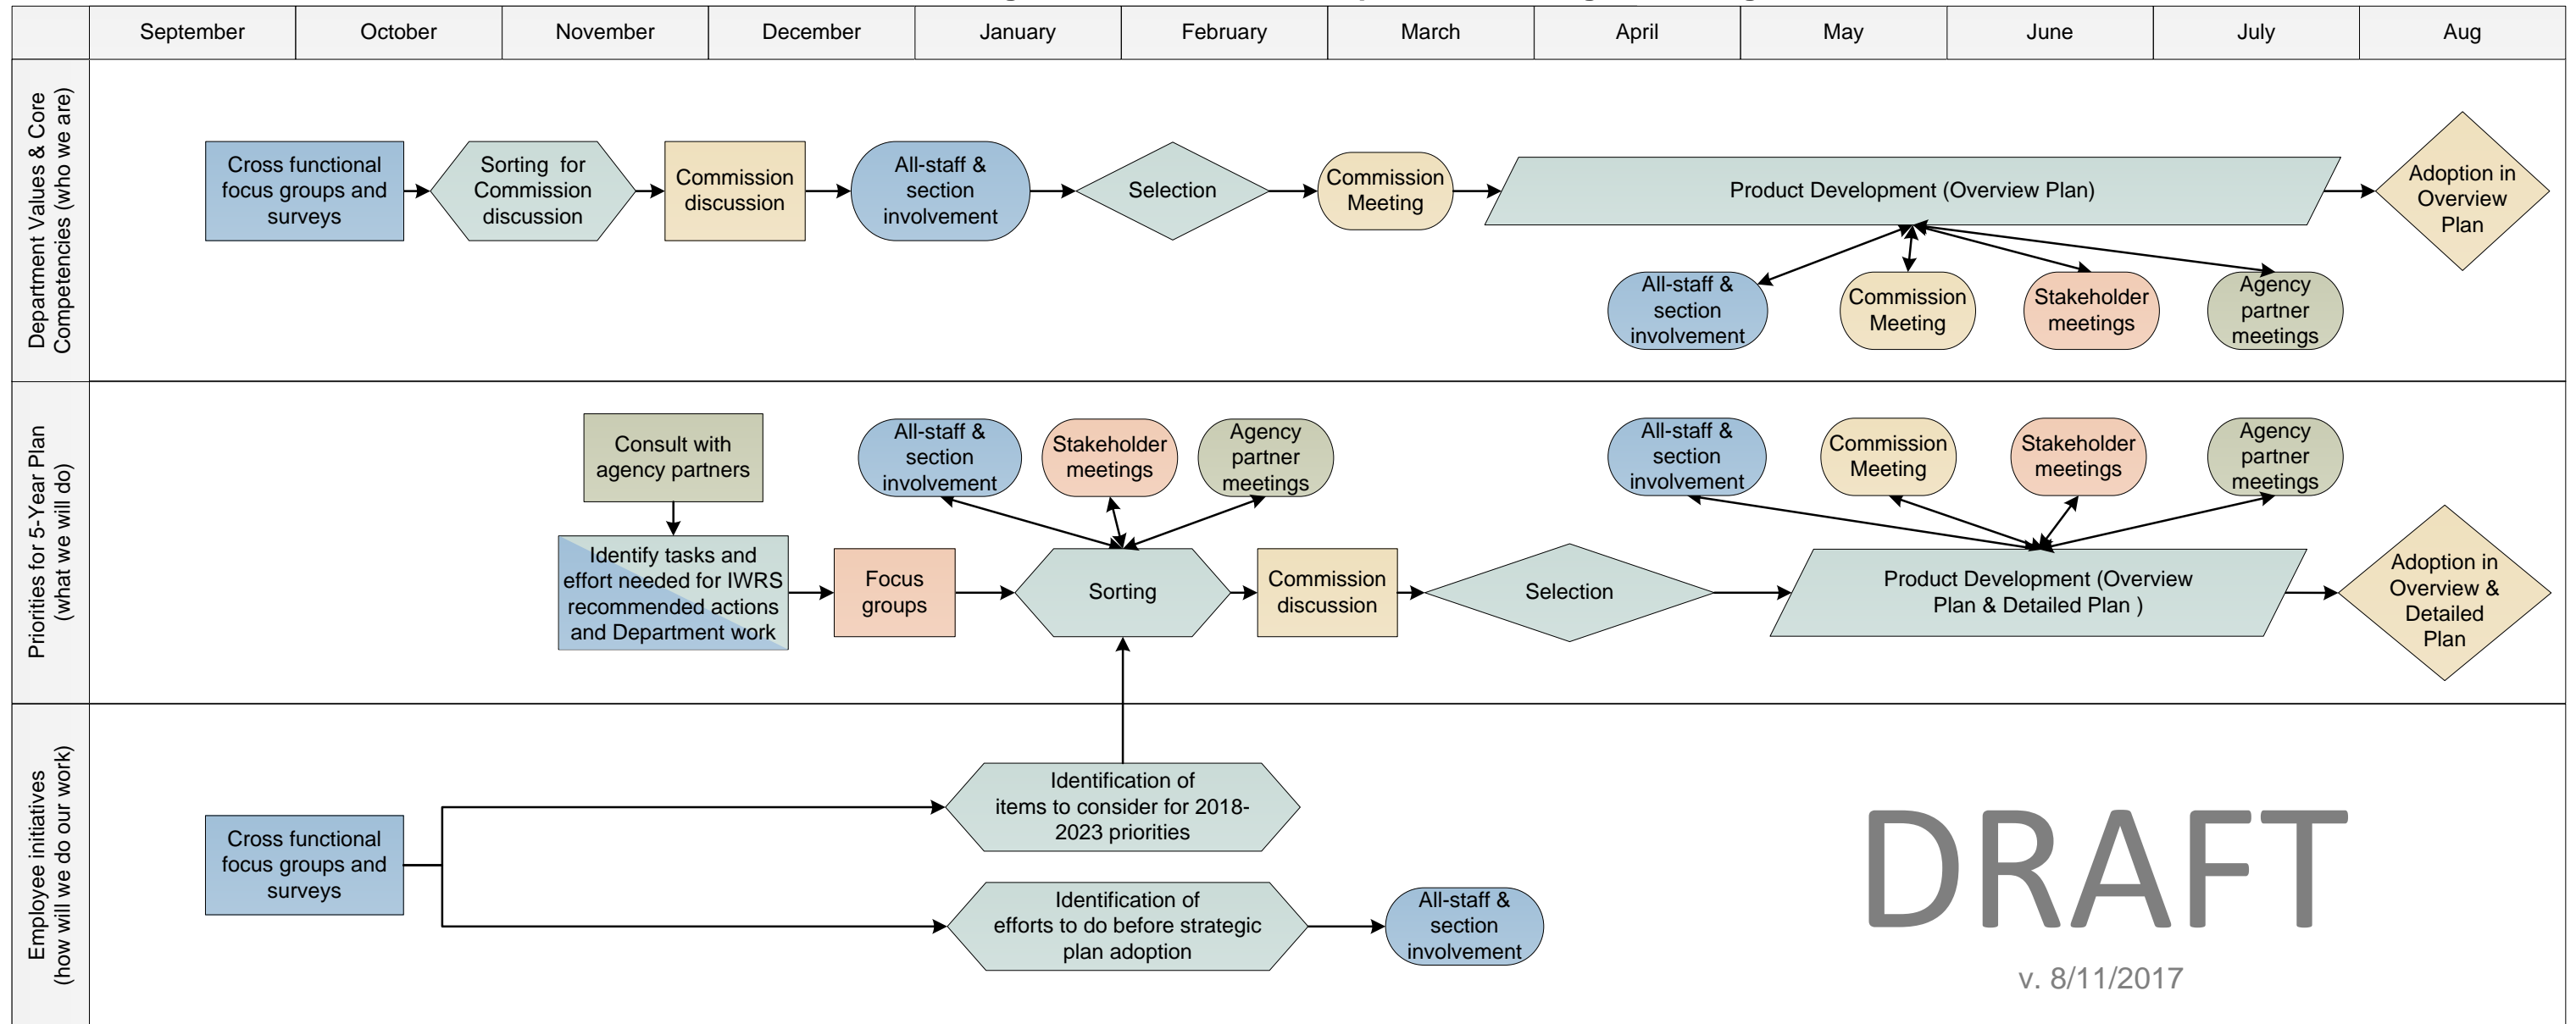 September
October
November
December
January
February
March
April
May
June
July
Aug
Department Values & Core
Competencies (who we are)
Cross functional
focus groups and
surveys
Sorting for
Commission
discussion
Commission
discussion
All-staff &
section
involvement
Selection
Commission
Meeting
Product Development (Overview Plan)
Adoption in
Overview
Plan
All-staff &
section
involvement
Commission
Meeting
Stakeholder
meetings
Agency
partner
meetings
Priorities for 5-Year Plan
(what we will do)
Consult with
agency partners
Identify tasks and
effort needed for IWRS
recommended actions
and Department work
Focus
groups
All-staff &
section
involvement
Stakeholder
meetings
Agency
partner
meetings
Sorting
Commission
discussion
Selection
All-staff &
section
involvement
Commission
Meeting
Stakeholder
meetings
Agency
partner
meetings
Product Development (Overview
Plan & Detailed Plan )
Adoption in
Overview &
Detailed
Plan
Employee initiatives
(how will we do our work)
Cross functional
focus groups and
surveys
Identification of
items to consider for 2018-
2023 priorities
Identification of
efforts to do before strategic
plan adoption
All-staff &
section
involvement
DRAFT
v. 8/11/2017